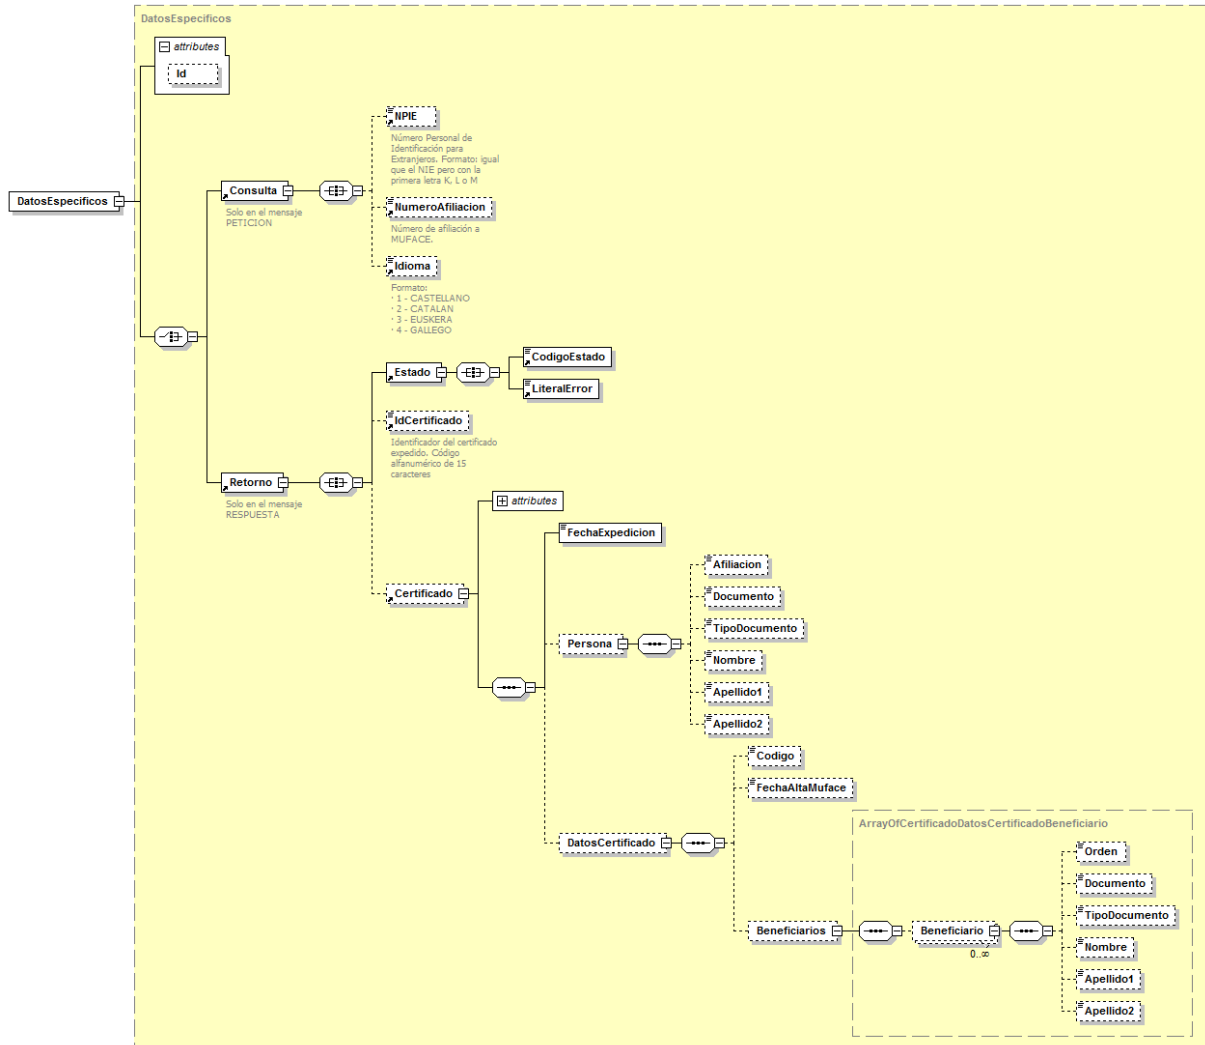 DatosEspecificos
attributes
Id
NPIE
Número Personal de
Identificación para
Extranjeros. Formato: igual
que el NIE pero con la
primera letra K, L o M
Consulta
Solo en el mensaje
PETICION
DatosEspecificos
NumeroAfiliacion
Número de afiliación a
MUFACE.
Idioma
Formato:
· 1 - CASTELLANO
· 2 - CATALAN
· 3 - EUSKERA
· 4 - GALLEGO
CodigoEstado
Estado
LiteralError
IdCertificado
Identificador del certificado
expedido. Código
alfanumérico de 15
caracteres
Retorno
Solo en el mensaje
RESPUESTA
attributes
FechaExpedicion
Certificado
Afiliacion
Documento
TipoDocumento
Persona
Nombre
Apellido1
Apellido2
Codigo
FechaAltaMuface
DatosCertificado
ArrayOfCertificadoDatosCertificadoBeneficiario
Orden
Documento
TipoDocumento
Beneficiarios
Beneficiario
0..∞
Nombre
Apellido1
Apellido2